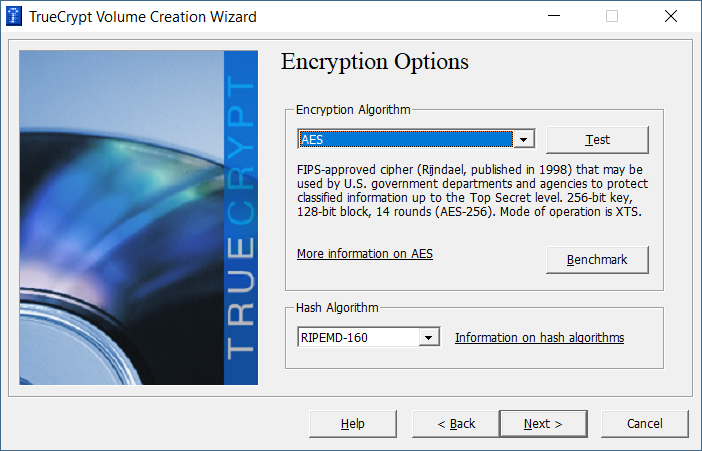 TrueCrypt Volume Creation Wizard
TRUECRYPT
Encryption Options
Encryption Algorithm
AES
Test
FIPS-approved cipher (Rijndael, published in 1998) that may be
used by U.S. government departments and agencies to protect
classified information up to the Top Secret level. 256-bit key,
128-bit block, 14 rounds (AES-256). Mode of operation is XTS.
More information on AES
Benchmark
Hash Algorithm
RIPEMD-160
Information on hash algorithms
Help
< Back
Next >
Cancel